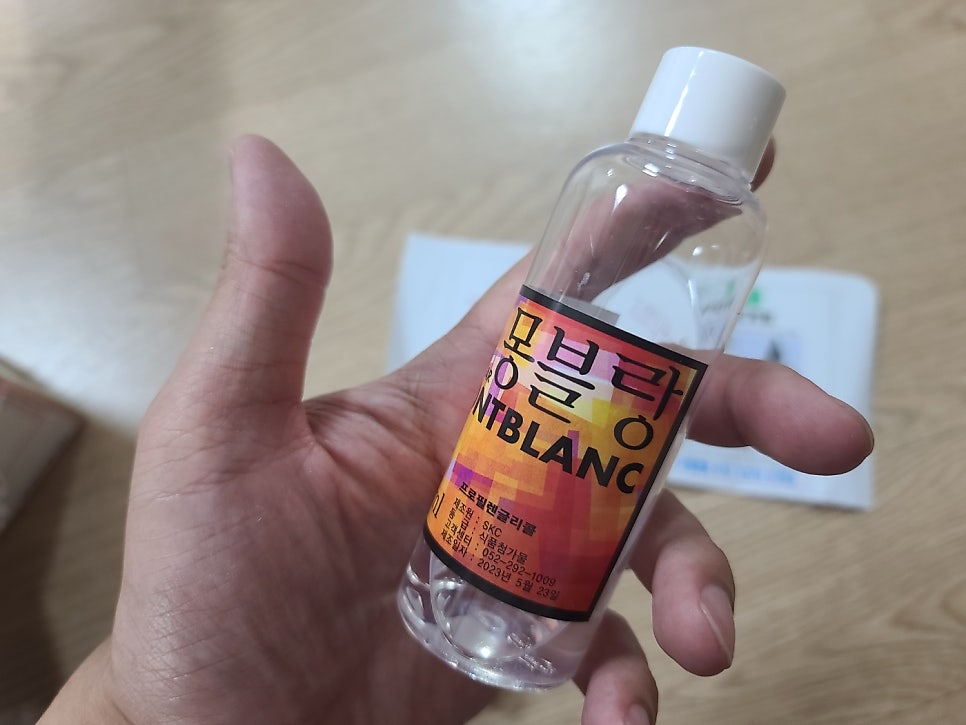 몽블랑
NTBLANC
프로필렌글리콜
제조원 : SKC
등 급 : 식품첨가물
고객센터 : 052-292-1009
제조일자 : 2023년 5월 23일